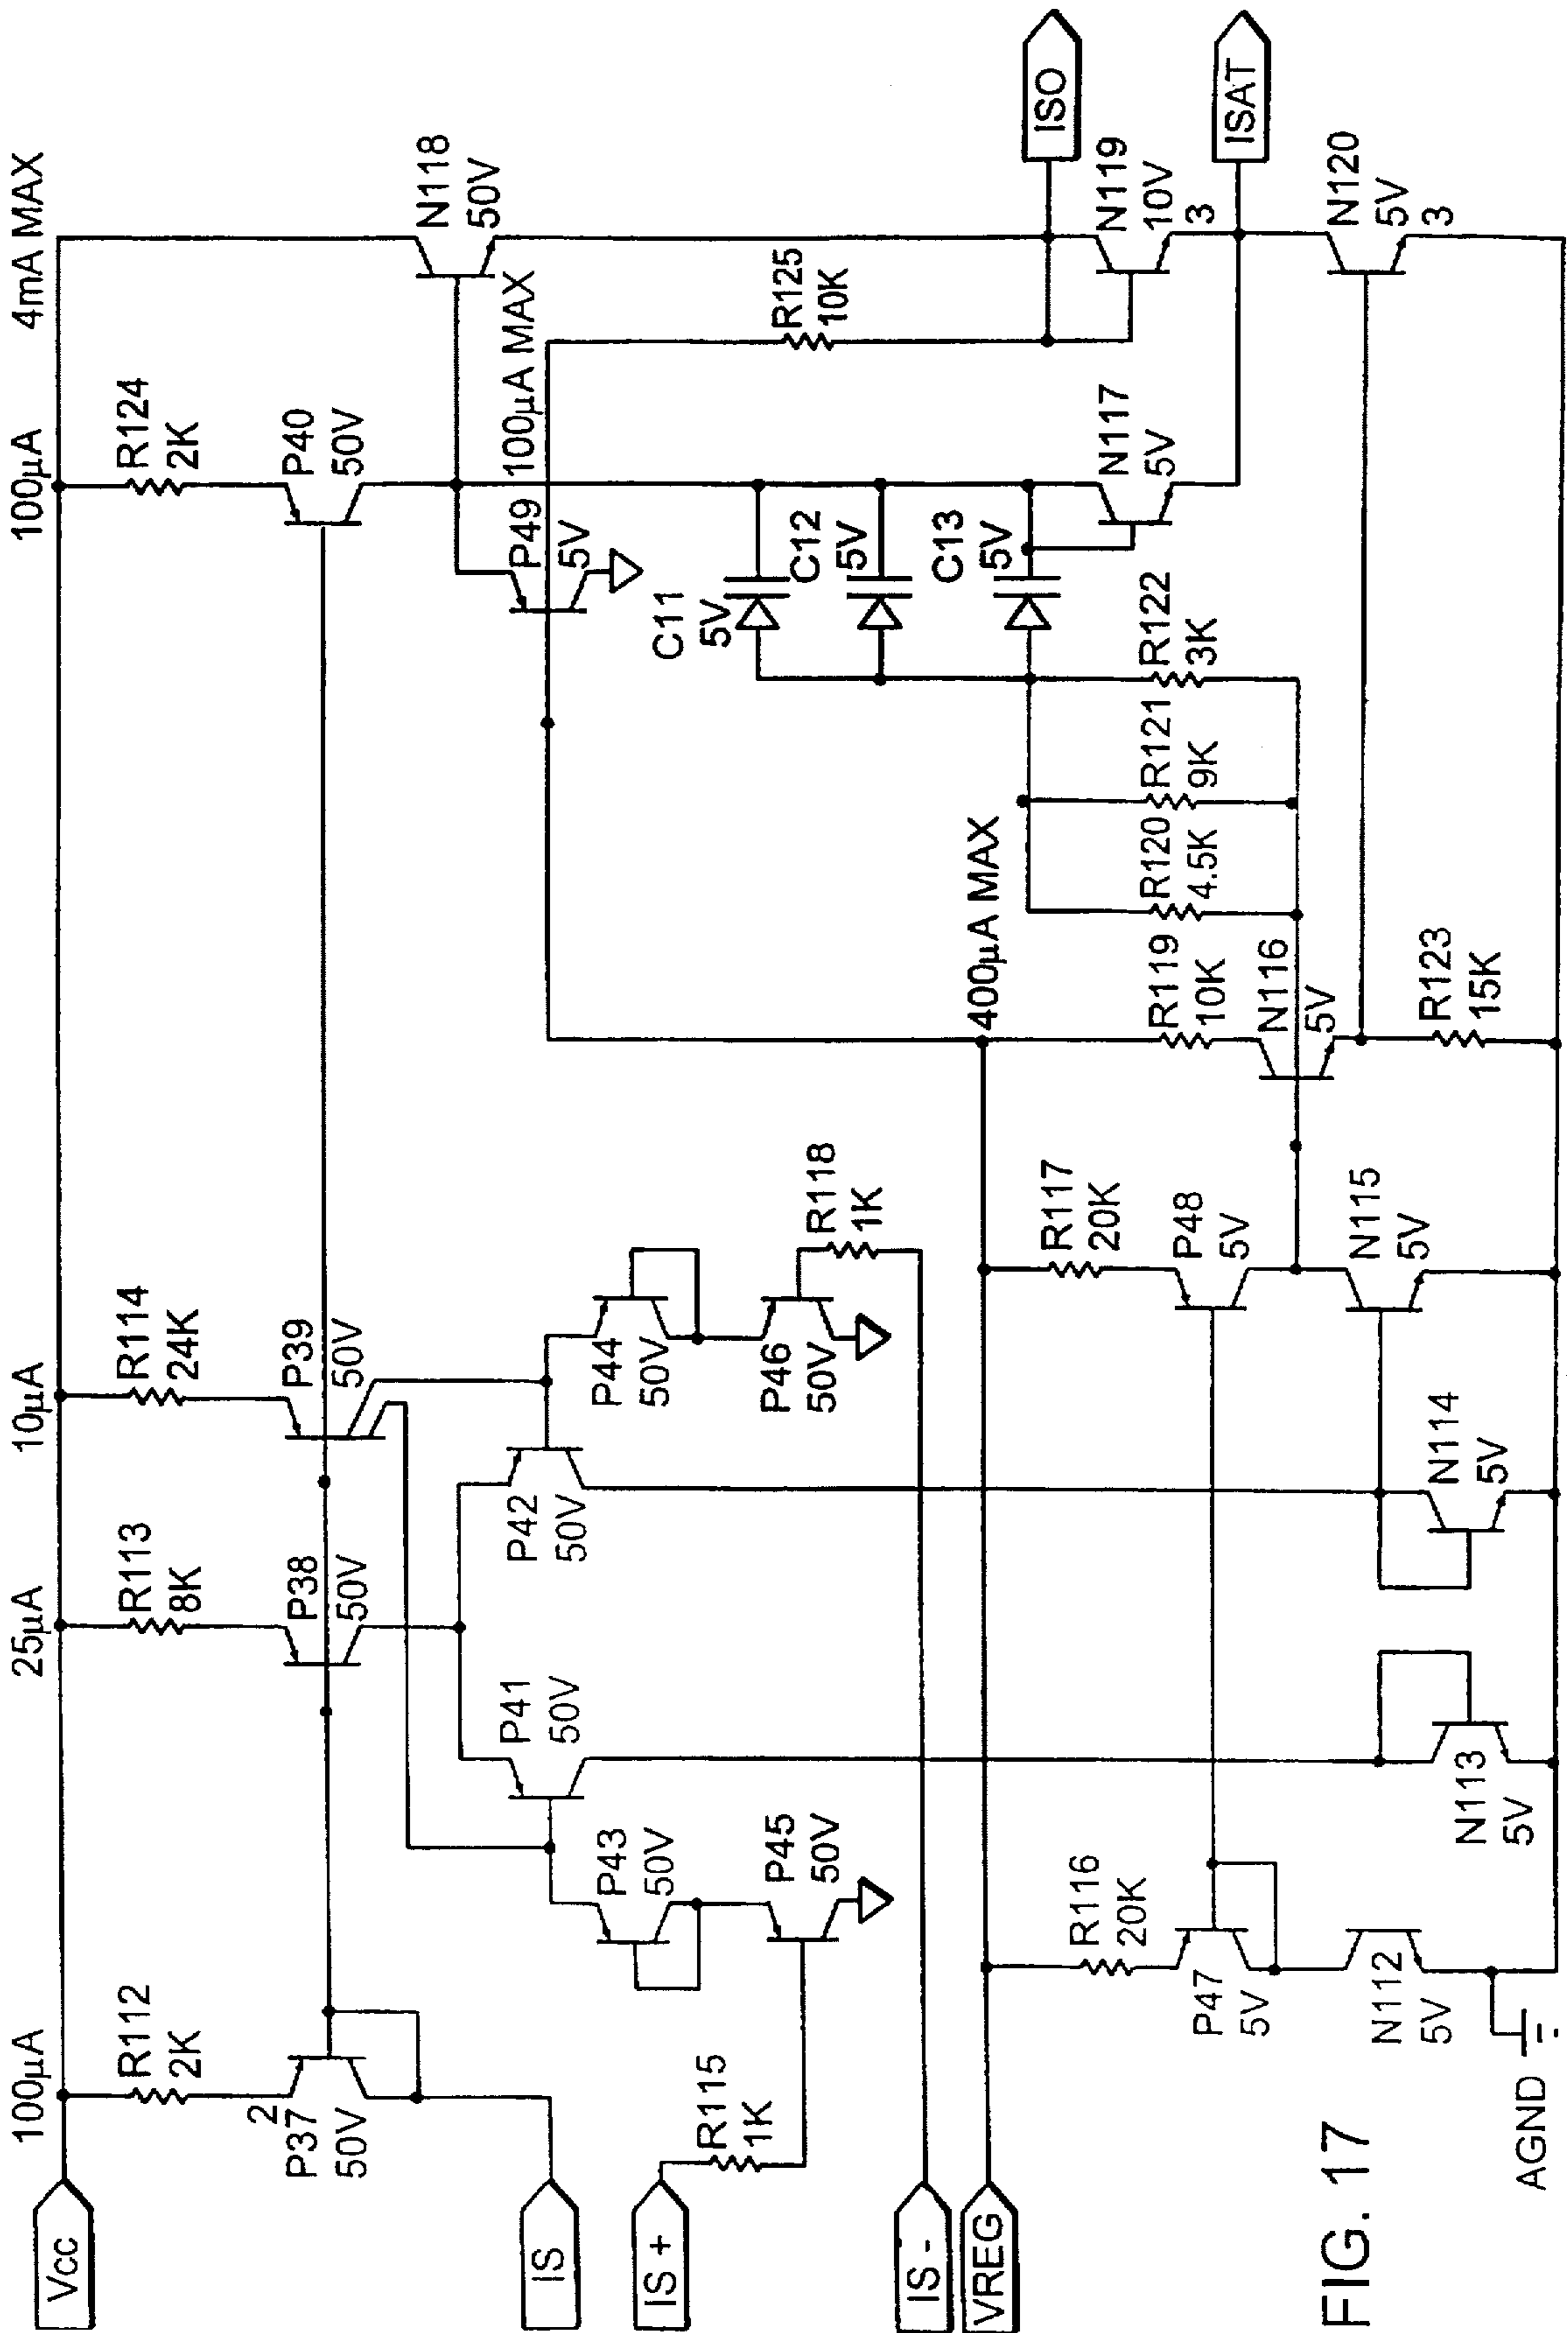 100µA
25µA
10µA
100µA
4mA MAX
Vcc
R112
2K
R113
8K
R114
24K
R124
2K
2
P37
50V
P38
50V
P39
50V
P40
50V
N118
50V
IS
P41
50V
P42
50V
P49
5V
100µA MAX
IS +
R115
1K
P43
50V
P45
50V
P44
50V
P46
50V
R118
1K
C11
5V
C12
5V
C13
5V
R125
10K
ISO
IS -
VREG
400µA MAX
R116
20K
R117
20K
R119
10K
R120
4.5K
R121
9K
R122
3K
N117
5V
N119
10V
3
ISAT
P47
5V
P48
5V
N116
5V
N120
5V
3
N112
5V
N113
5V
N114
5V
N115
5V
R123
15K
AGND
FIG. 17